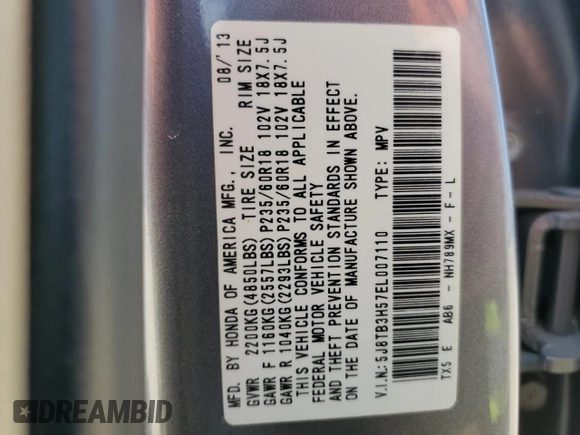 MFD. BY HONDA OF AMERICA MFG., INC. 08/'13
GVWR 2200KG(4850LBS) TIRE SIZE RIM SIZE
GAWR F 1160KG(2557LBS) P235/60R18 102V 18X7.5J
GAWR R 1040KG(2293LBS) P235/60R18 102V 18X7.5J
THIS VEHICLE CONFORMS TO ALL APPLICABLE
FEDERAL MOTOR VEHICLE SAFETY
AND THEFT PREVENTION STANDARDS IN EFFECT
ON THE DATE OF MANUFACTURE SHOWN ABOVE.
V.I.N.:5J8TB3H57EL007110 TYPE: MPV
TX5 E AB6 - NH789MX - F - L
DREAMBID